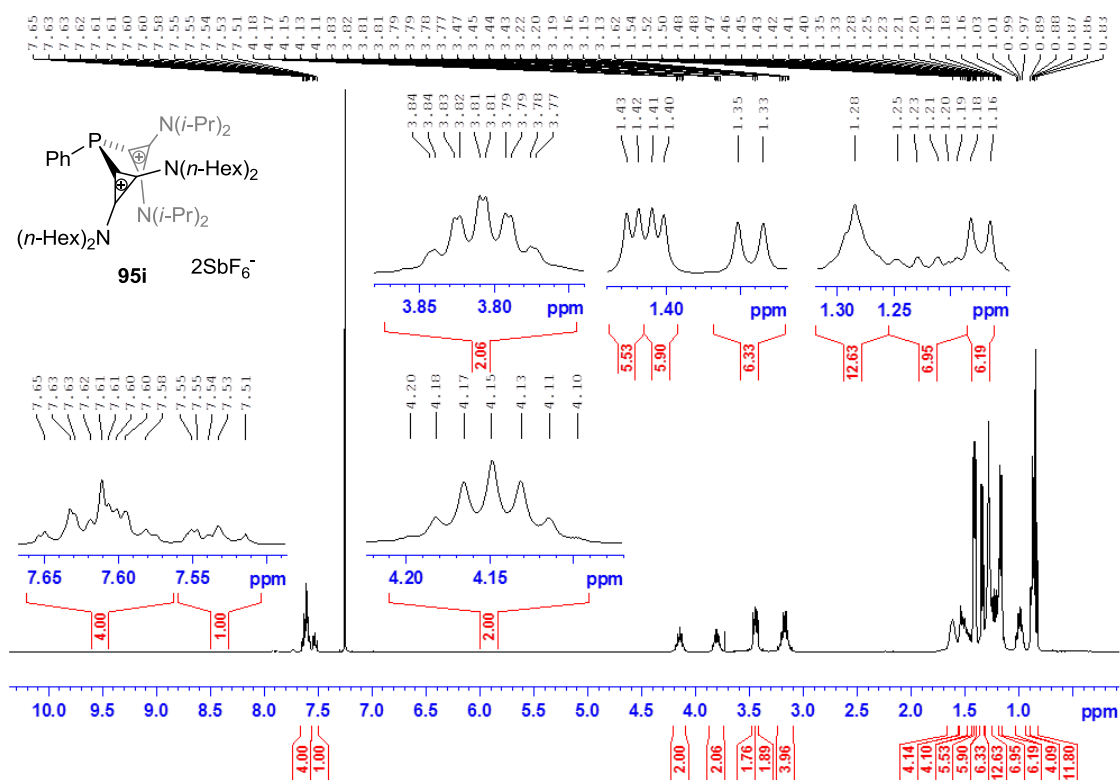 7.65 7.63 7.63 7.62 7.61 7.61 7.60 7.60 7.58 7.55 7.55 7.54 7.53 7.51 4.18 4.17 4.15 4.13 4.11 3.83 3.82 3.81 3.81 3.79 3.79 3.78 3.77 3.47 3.45 3.44 3.43 3.22 3.20 3.19 3.16 3.15 3.13 1.62 1.54 1.52 1.50 1.48 1.48 1.47 1.46 1.45 1.43 1.42 1.41 1.40 1.35 1.33 1.28 1.25 1.23 1.21 1.20 1.19 1.18 1.16 1.03 1.01 0.99 0.97 0.89 0.88 0.87 0.86 0.83
N(i-Pr)2
P
Ph
N(n-Hex)2
N(i-Pr)2
(n-Hex)2N
95i 2SbF6-
3.84 3.84 3.83 3.82 3.81 3.81 3.79 3.79 3.78 3.77
3.85 3.80 ppm
2.06
1.43 1.42 1.41 1.40 1.35 1.33
1.40 ppm
5.53 5.90 6.33
1.28 1.25 1.23 1.21 1.20 1.19 1.18 1.16
1.30 1.25 ppm
12.63 6.95 6.19
7.65 7.63 7.63 7.62 7.61 7.61 7.60 7.60 7.58 7.55 7.55 7.54 7.53 7.51
7.65 7.60 7.55 ppm
4.00 1.00
4.20 4.18 4.17 4.15 4.13 4.11 4.10
4.20 4.15 ppm
2.00
10.0 9.5 9.0 8.5 8.0 7.5 7.0 6.5 6.0 5.5 5.0 4.5 4.0 3.5 3.0 2.5 2.0 1.5 1.0 ppm
4.00 1.00 2.00 2.06 1.76 1.89 3.96 4.14 4.10 5.53 5.90 6.33 12.63 6.95 6.19 4.09 11.80